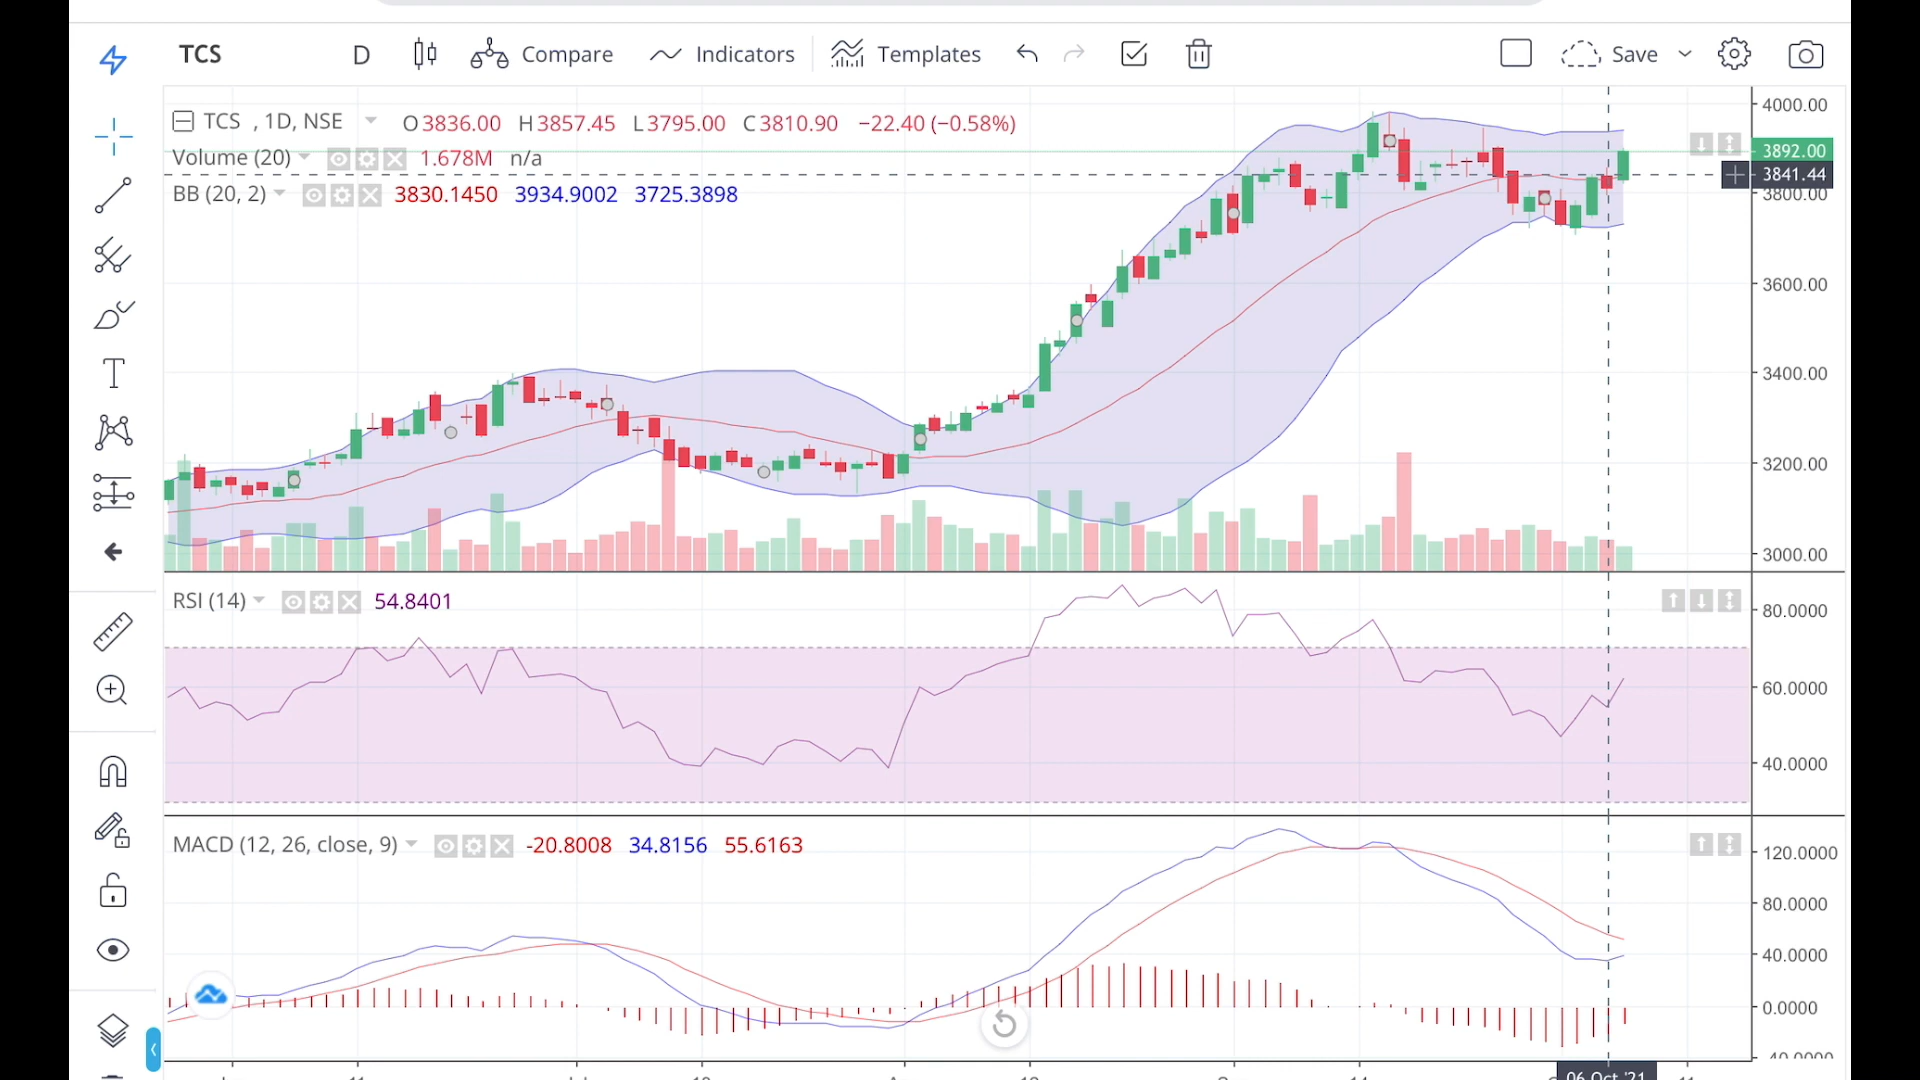 TCS D Compare Indicators Templates Save
TCS , 1D, NSE O3836.00 H3857.45 L3795.00 C3810.90 −22.40 (−0.58%)
Volume (20) 1.678M n/a
BB (20, 2) 3830.1450 3934.9002 3725.3898
4000.00
3892.00
3841.44
3800.00
3600.00
3400.00
3200.00
3000.00
RSI (14) 54.8401
80.0000
60.0000
40.0000
MACD (12, 26, close, 9) -20.8008 34.8156 55.6163
120.0000
80.0000
40.0000
0.0000
06 Oct '21